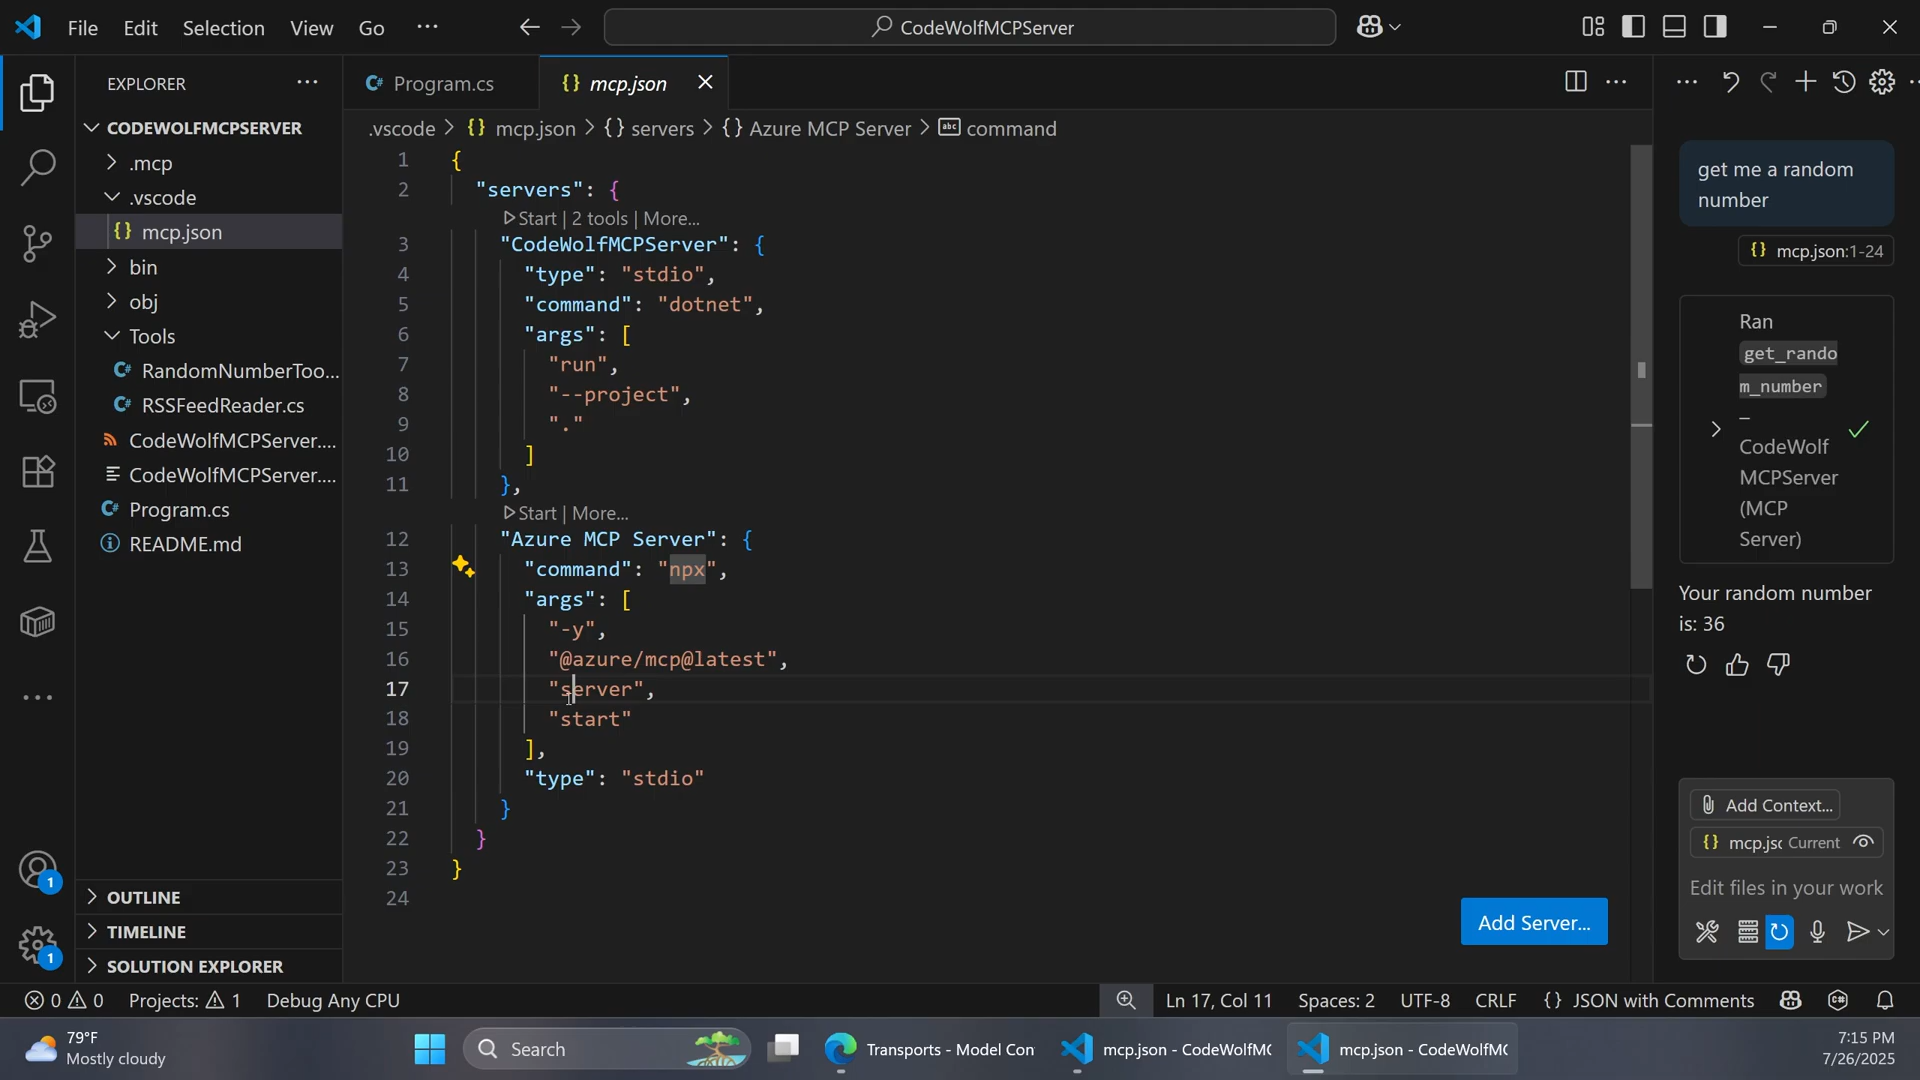 File Edit Selection View Go ···
CodeWolfMCPServer
EXPLORER ···
CODEWOLFMCPSERVER
.mcp
.vscode
{} mcp.json
bin
obj
Tools
C# RandomNumberToo...
C# RSSFeedReader.cs
CodeWolfMCPServer....
CodeWolfMCPServer....
C# Program.cs
README.md
OUTLINE
TIMELINE
SOLUTION EXPLORER
1
1
C# Program.cs
{} mcp.json
.vscode > {} mcp.json > {} servers > {} Azure MCP Server > abc command
1 {
2 "servers": {
Start | 2 tools | More...
3 "CodeWolfMCPServer": {
4 "type": "stdio",
5 "command": "dotnet",
6 "args": [
7 "run",
8 "--project",
9 "."
10 ]
11 },
Start | More...
12 "Azure MCP Server": {
13 "command": "npx",
14 "args": [
15 "-y",
16 "@azure/mcp@latest",
17 "server",
18 "start"
19 ],
20 "type": "stdio"
21 }
22 }
23 }
24
Add Server...
get me a random
number
{} mcp.json:1-24
Ran
get_rando
m_number
–
CodeWolf
MCPServer
(MCP
Server)
Your random number
is: 36
Add Context...
{} mcp.jsc Current
Edit files in your work
0 0 Projects: 1 Debug Any CPU
Ln 17, Col 11 Spaces: 2 UTF-8 CRLF {} JSON with Comments
79°F
Mostly cloudy
Search
Transports - Model Con
mcp.json - CodeWolfMC
mcp.json - CodeWolfMC
7:15 PM
7/26/2025